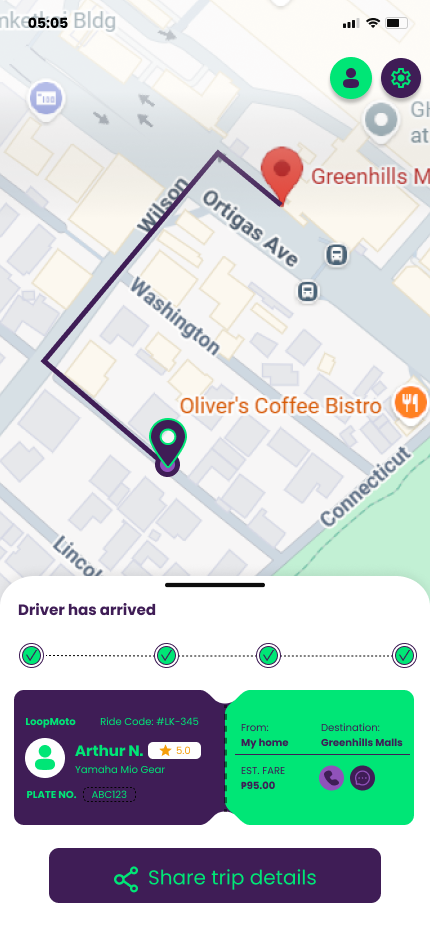 05:05
Bldg
at
Greenhills M
Wilson
Ortigas Ave
Washington
Oliver's Coffee Bistro
Connecticut
Driver has arrived
LoopMoto
Ride Code: #LK-345
Arthur N.
5.0
Yamaha Mio Gear
PLATE NO.
ABC123
From:
Destination:
My home
Greenhills Malls
EST. FARE
₱95.00
Share trip details